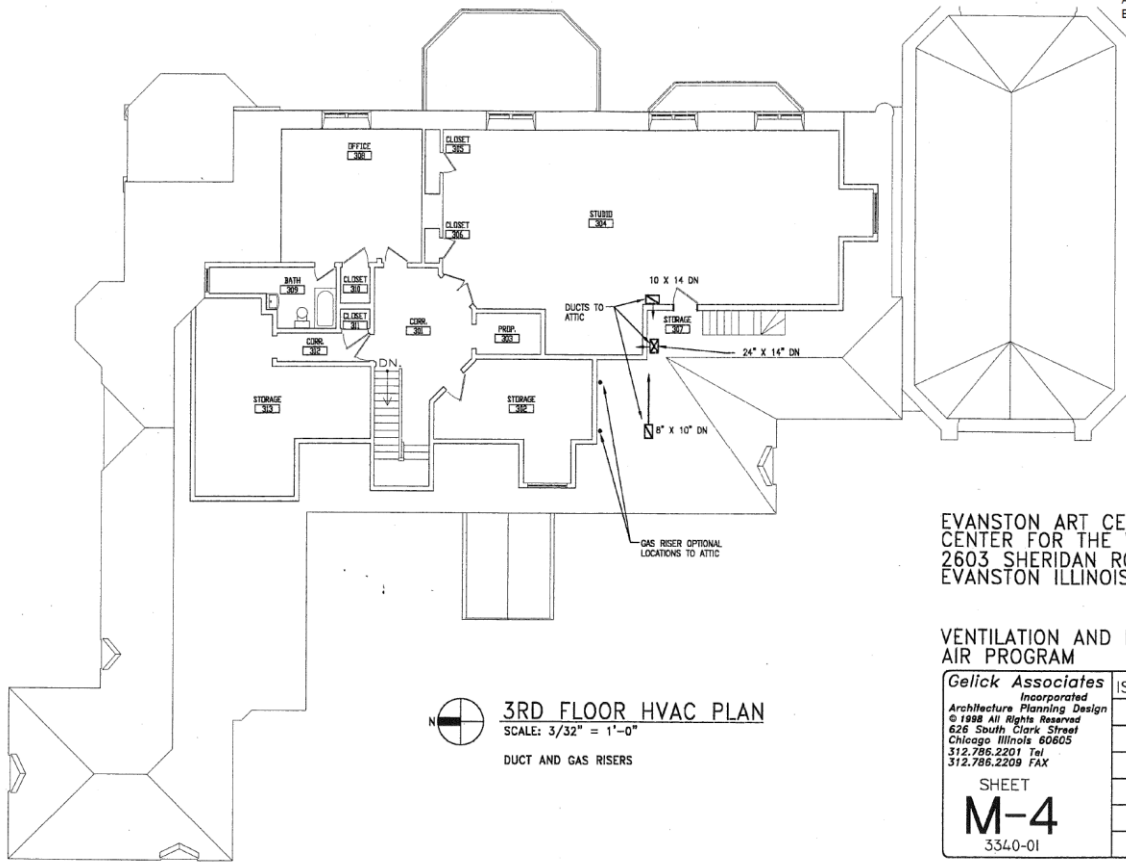 OFFICE
308
CLOSET
305
CLOSET
306
STUDIO
304
BATH
309
CLOSET
310
CLOSET
311
CORR.
301
CORR.
312
PROP.
303
10 X 14 DN
DUCTS TO
ATTIC
STORAGE
307
24" X 14" DN
DN.
STORAGE
313
STORAGE
302
8" X 10" DN
GAS RISER OPTIONAL
LOCATIONS TO ATTIC
N
3RD FLOOR HVAC PLAN
SCALE: 3/32" = 1'-0"
DUCT AND GAS RISERS
EVANSTON ART CE
CENTER FOR THE
2603 SHERIDAN RO
EVANSTON ILLINOIS
VENTILATION AND
AIR PROGRAM
Gelick Associates
Incorporated
Architecture Planning Design
© 1998 All Rights Reserved
626 South Clark Street
Chicago Illinois 60605
312.786.2201 Tel
312.786.2209 FAX
IS
SHEET
M-4
3340-01